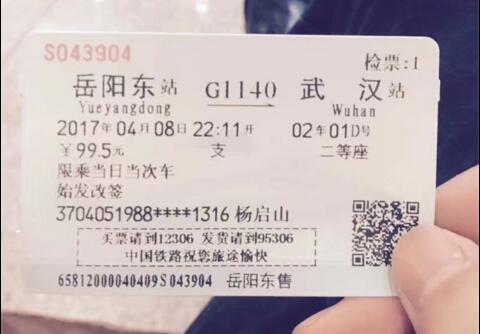 S043904
检票:1
岳阳东站 G1140 武汉站
Yueyangdong Wuhan
2017年04月08日22:11开 02车01D号
￥99.5元 支 二等座
限乘当日当次车
始发改签
3704051988****1316 杨启山
买票请到12306 发货请到95306
中国铁路祝您旅途愉快
65812000040409S043904 岳阳东售